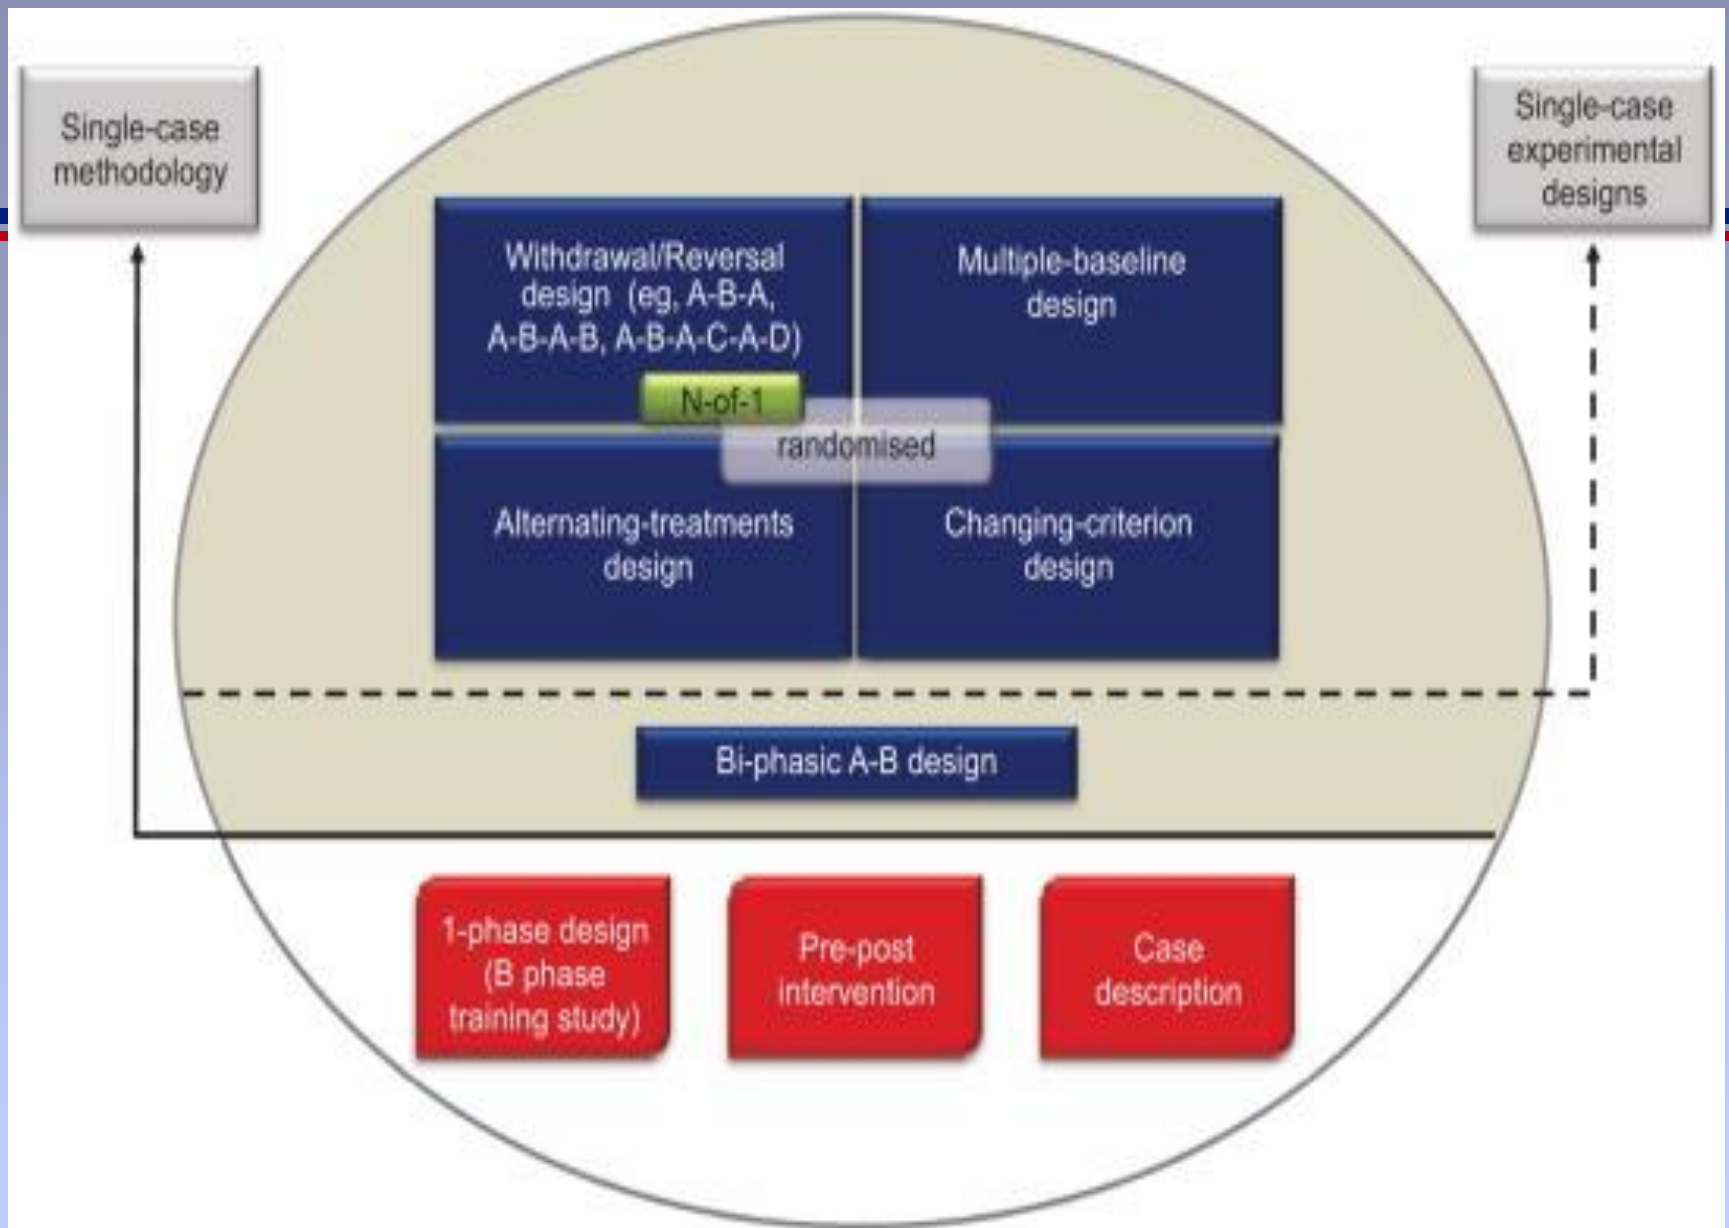 Single-case
methodology
Single-case
experimental
designs
Withdrawal/Reversal
design (eg, A-B-A,
A-B-A-B, A-B-A-C-A-D)
Multiple-baseline
design
N-of-1
randomised
Alternating-treatments
design
Changing-criterion
design
Bi-phasic A-B design
1-phase design
(B phase
training study)
Pre-post
intervention
Case
description